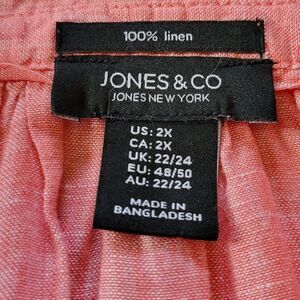 100% linen
JONES & CO
JONES NEW YORK
US: 2X
CA: 2X
UK: 22/24
EU: 48/50
AU: 22/24
MADE IN
BANGLADESH